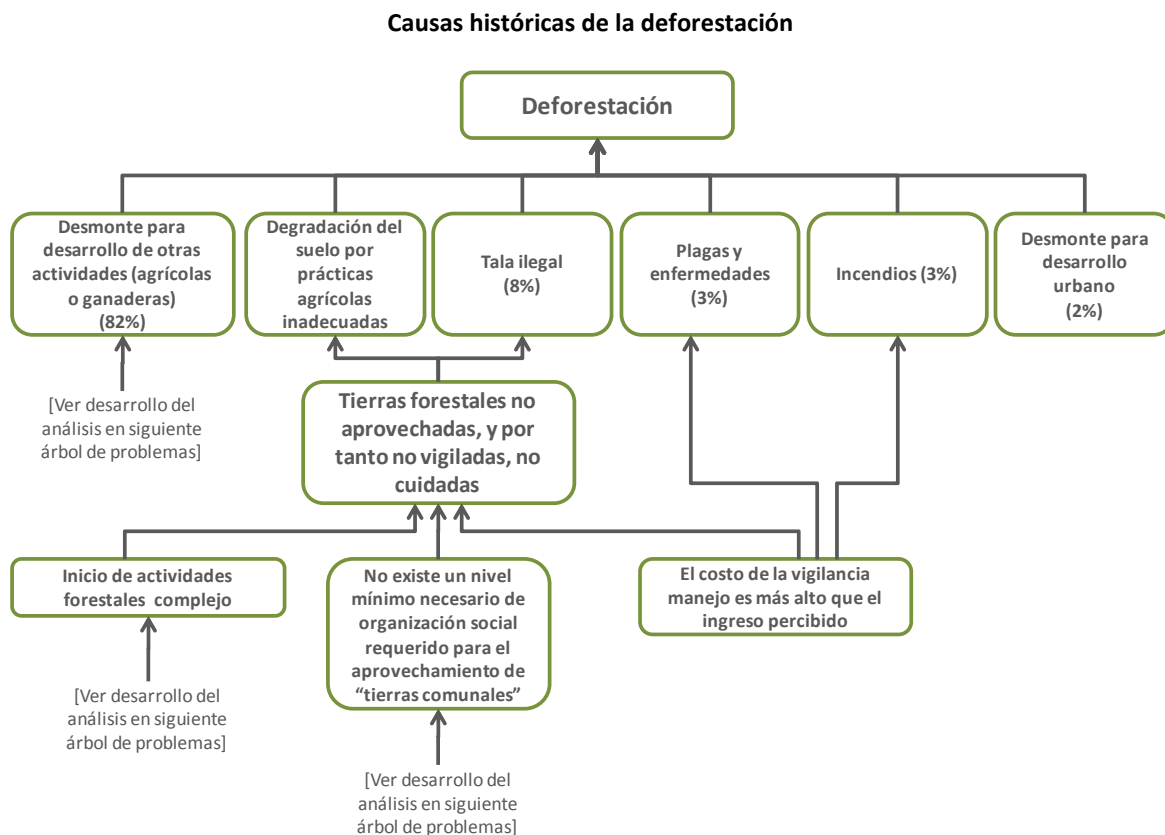 Causas históricas de la deforestación
Deforestación
Desmonte para
desarrollo de otras
actividades (agrícolas
o ganaderas)
(82%)
Degradación del
suelo por
prácticas
agrícolas
inadecuadas
Tala ilegal
(8%)
Plagas y
enfermedades
(3%)
Incendios (3%)
Desmonte para
desarrollo
urbano
(2%)
[Ver desarrollo del
análisis en siguiente
árbol de problemas]
Tierras forestales no
aprovechadas, y por
tanto no vigiladas, no
cuidadas
Inicio de actividades
forestales complejo
No existe un nivel
mínimo necesario de
organización social
requerido para el
aprovechamiento de
“tierras comunales”
El costo de la vigilancia
manejo es más alto que el
ingreso percibido
[Ver desarrollo del
análisis en siguiente
árbol de problemas]
[Ver desarrollo del
análisis en siguiente
árbol de problemas]